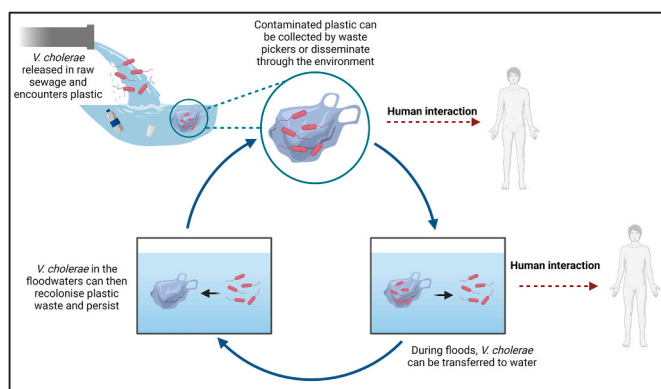 V. cholerae
released in raw
sewage and
encounters plastic
Contaminated plastic can
be collected by waste
pickers or disseminate
through the environment
Human interaction
V. cholerae in the
floodwaters can then
recolonise plastic
waste and persist
Human interaction
During floods, V. cholerae
can be transferred to water